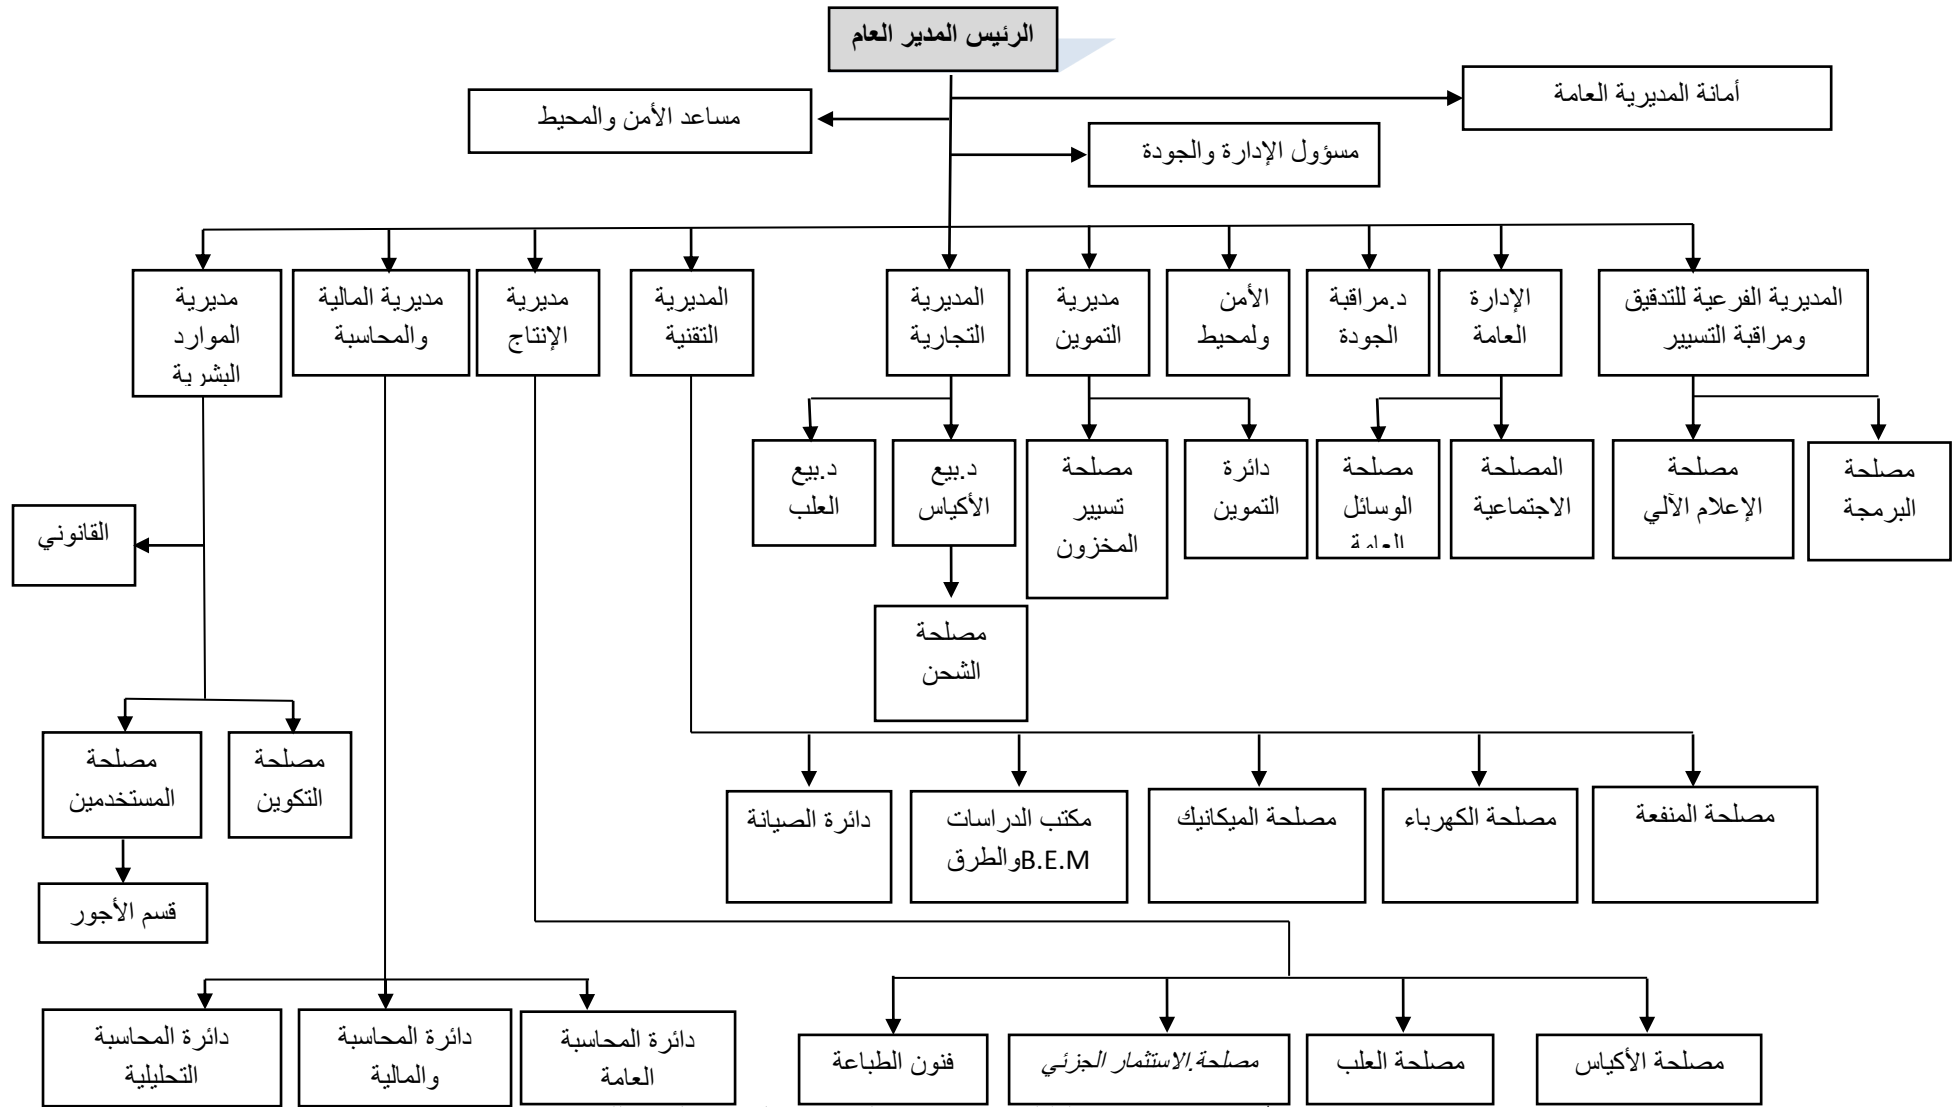 الرئيس المدير العام
أمانة المديرية العامة
مساعد الأمن والمحيط
مسؤول الإدارة والجودة
المديرية الفرعية للتدقيق
ومراقبة التسيير
الإدارة
العامة
د.مراقبة
الجودة
الأمن
ولمحيط
مديرية
التموين
المديرية
التجارية
المديرية
التقنية
مديرية
الإنتاج
مديرية المالية
والمحاسبة
مديرية
الموارد
البشرية
مصلحة
البرمجة
مصلحة
الإعلام الآلي
المصلحة
الاجتماعية
مصلحة
الوسائل
العامة
دائرة
التموين
مصلحة
تسيير
المخزون
د.بيع
الأكياس
د.بيع
العلب
القانوني
مصلحة
الشحن
مصلحة
التكوين
مصلحة
المستخدمين
مصلحة المنفعة
مصلحة الكهرباء
مصلحة الميكانيك
مكتب الدراسات
والطرقB.E.M
دائرة الصيانة
قسم الأجور
مصلحة الأكياس
مصلحة العلب
مصلحة.الاستثمار الجزئي
فنون الطباعة
دائرة المحاسبة
العامة
دائرة المحاسبة
والمالية
دائرة المحاسبة
التحليلية